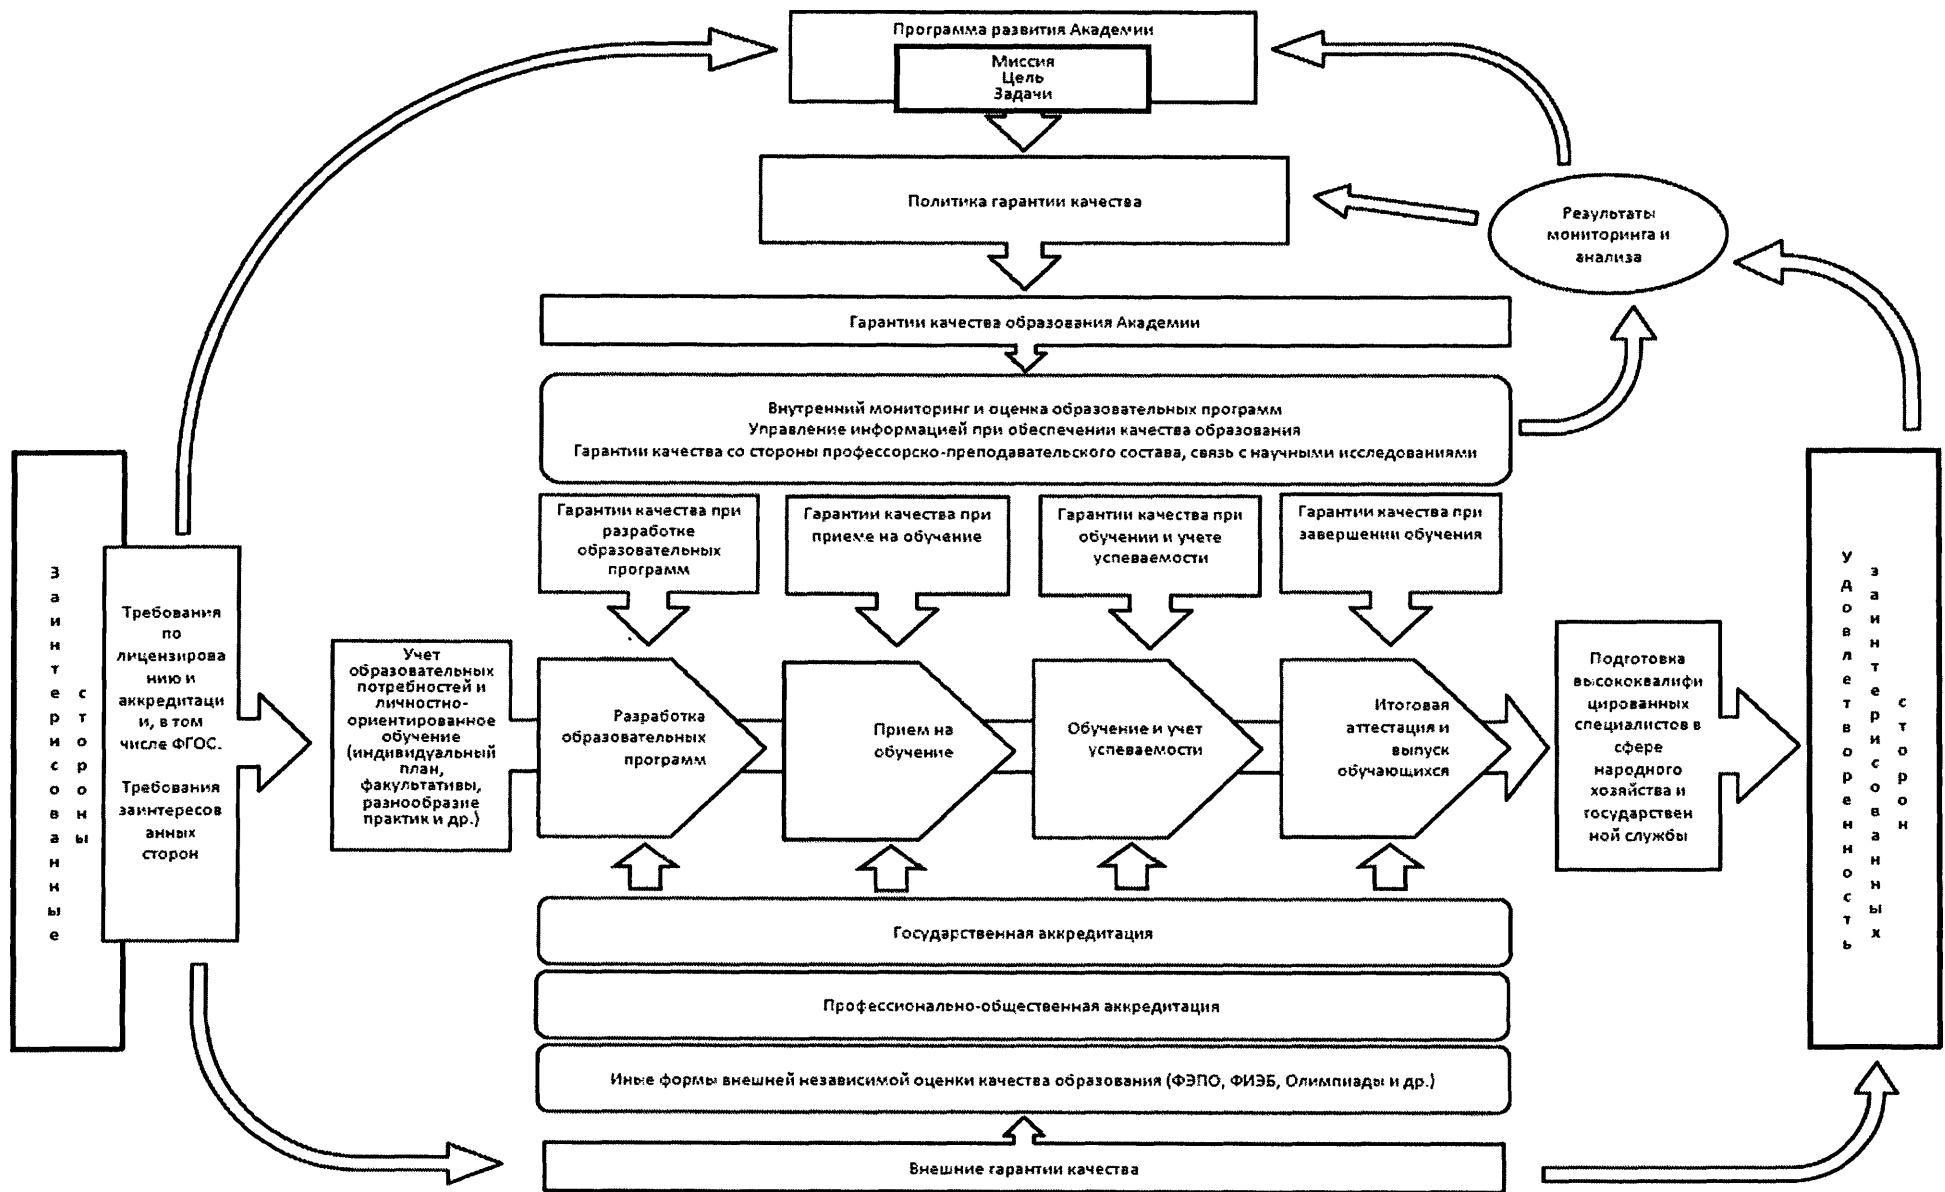 Программа развития Академии
Миссия
Цель
Задачи
Политика гарантии качества
Результаты
мониторинга и
анализа
Гарантии качества образования Академии
Внутренний мониторинг и оценка образовательных программ
Управление информацией при обеспечении качества образования
Гарантии качества со стороны профессорско-преподавательского состава, связь с научными исследованиями
Гарантии качества при
разработке
образовательных
программ
Гарантии качества при
приеме на обучение
Гарантии качества при
обучении и учете
успеваемости
Гарантии качества при
завершении обучения
Заинтерисованные
стороны
Требования
по
лицензирова
нию и
аккредитаци
и, в том
числе ФГОС.
Требования
заинтересов
анных
сторон
Учет
образовательных
потребностей и
личностно-
ориентированное
обучение
(индивидуальный
план,
факультативы,
разнообразие
практик и др.)
Разработка
образовательных
программ
Прием на
обучение
Обучение и учет
успеваемости
Итоговая
аттестация и
выпуск
обучающихся
Подготовка
высококвалифи
цированных
специалистов в
сфере
народного
хозяйства и
государствен
ной службы
Удовлетворенность
заинтерисованных
сторон
Государственная аккредитация
Профессионально-общественная аккредитация
Иные формы внешней независимой оценки качества образования (ФЭПО, ФИЭБ, Олимпиады и др.)
Внешние гарантии качества